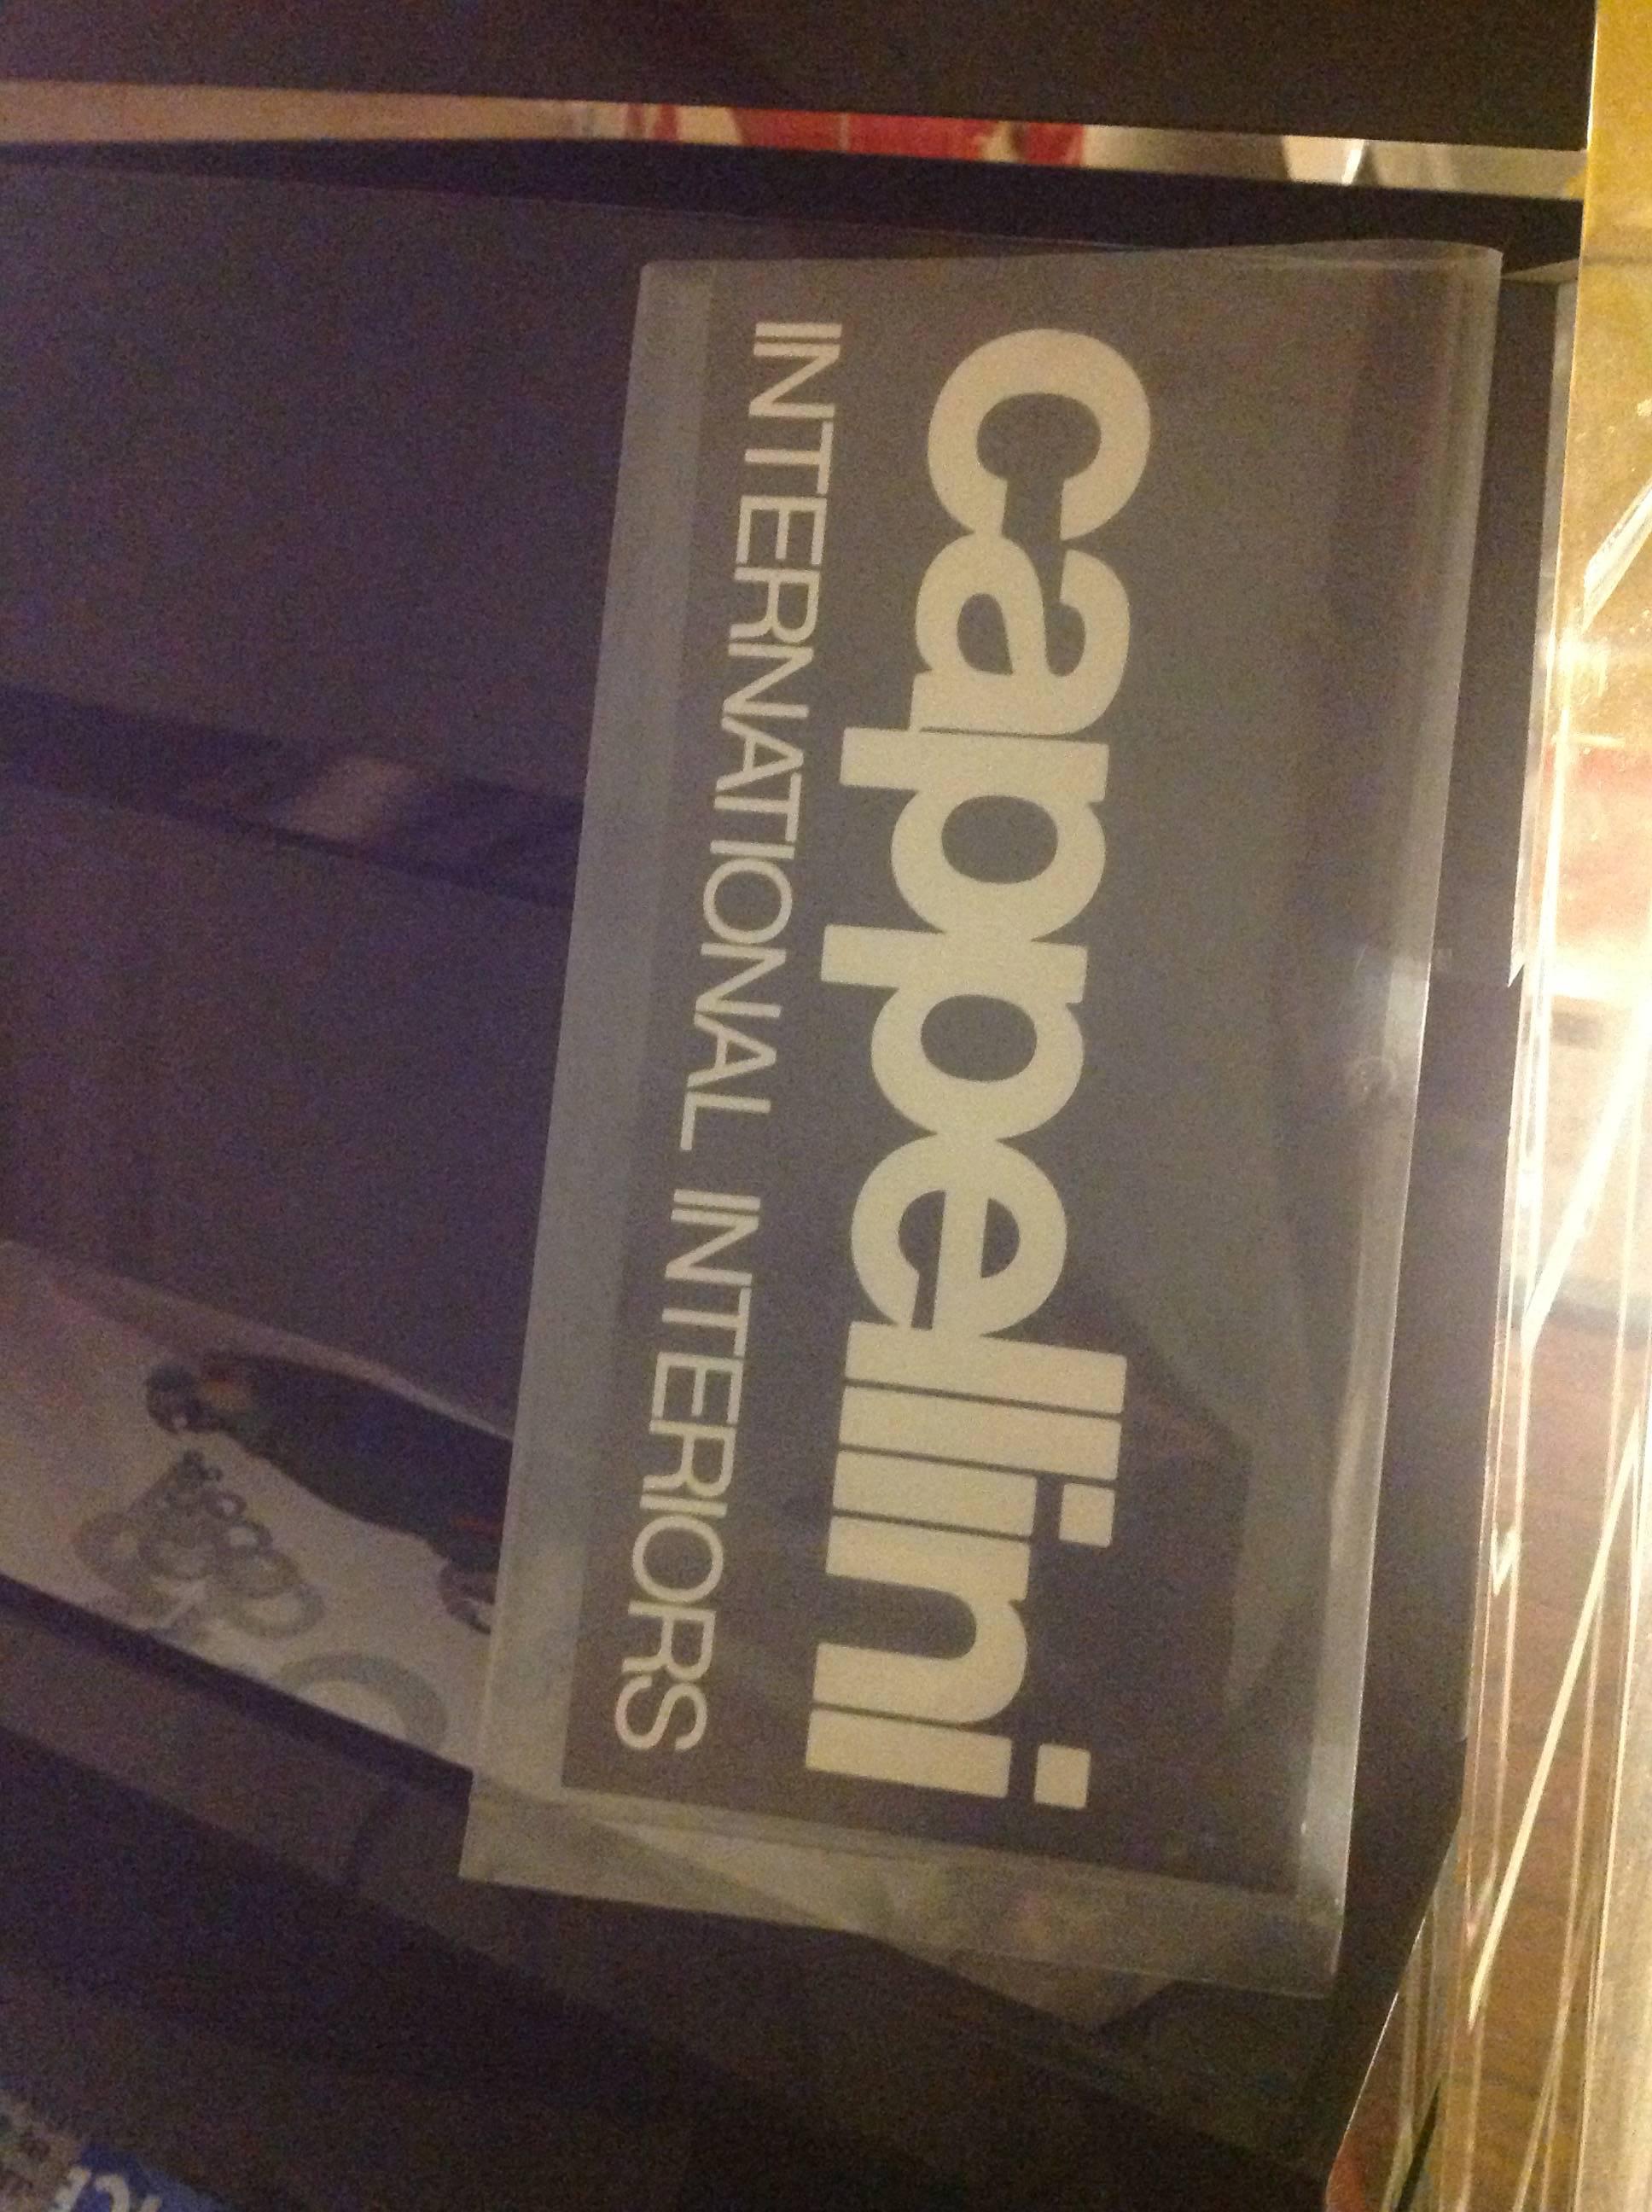 cappellini
INTERNATIONAL INTERIORS